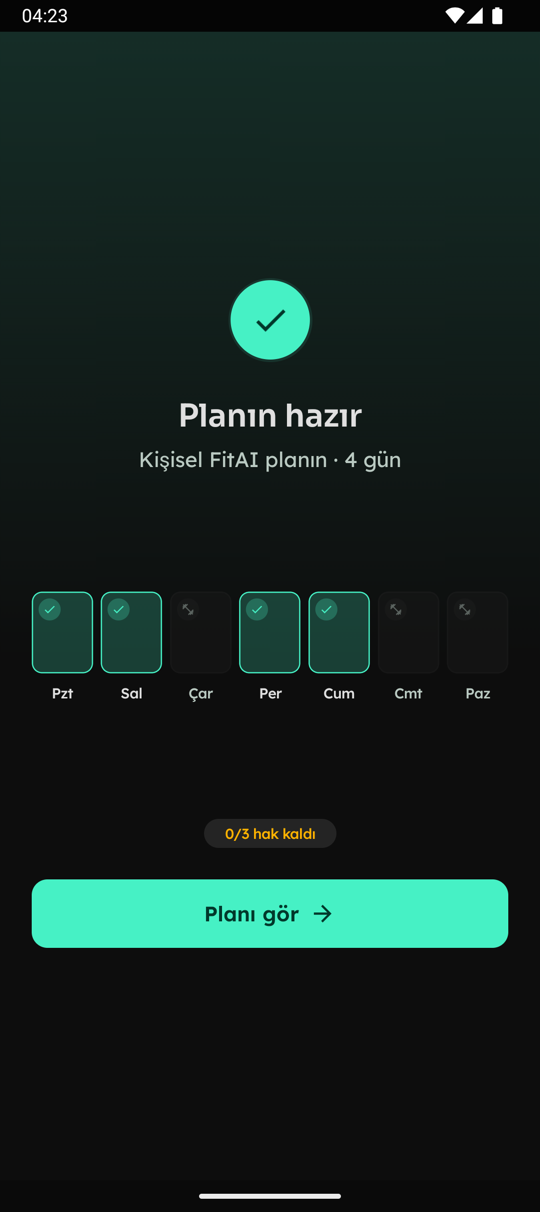 04:23
Planın hazır
Kişisel FitAI planın · 4 gün
Pzt Sal Çar Per Cum Cmt Paz
0/3 hak kaldı
Planı gör →